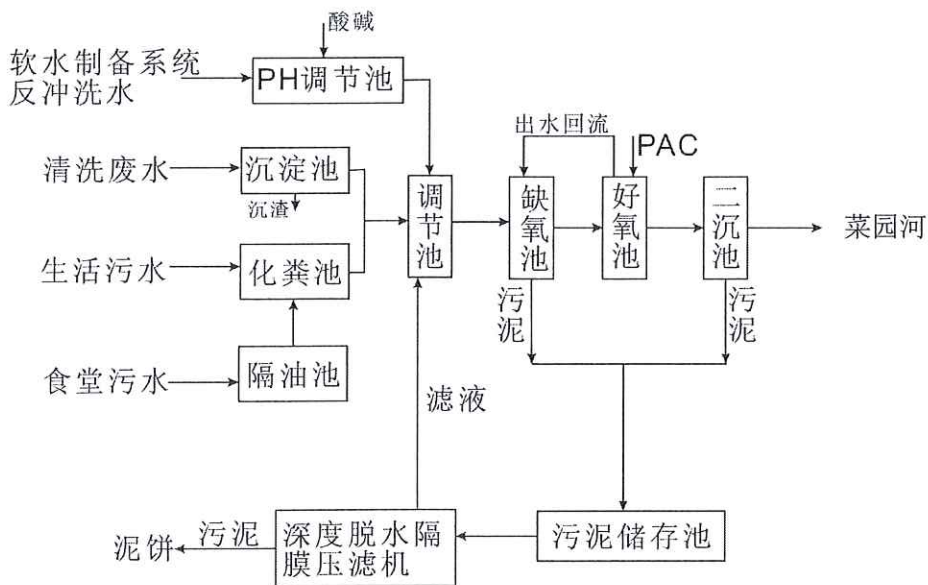 酸碱
软水制备系统
反冲洗水
PH调节池
出水回流
PAC
清洗废水
沉淀池
沉渣
调节池
缺氧池
好氧池
二沉池
菜园河
生活污水
化粪池
污泥
污泥
食堂污水
隔油池
滤液
泥饼
污泥
深度脱水隔
膜压滤机
污泥储存池